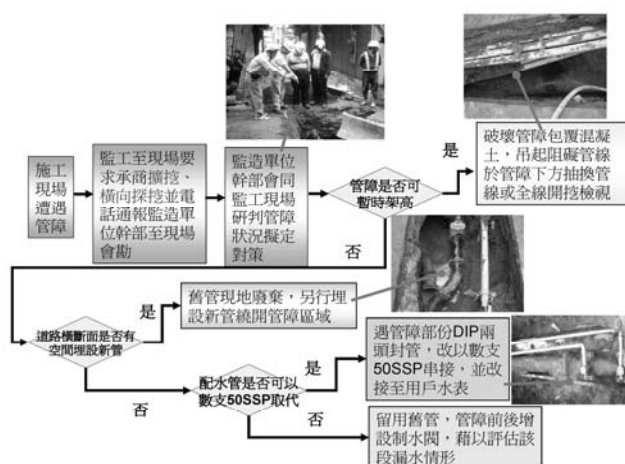 施工
現場
遭遇
管障
監工至現場要
求承商擴挖、
橫向探挖並電
話通報監造單
位幹部至現場
會勘
監造單位
幹部會同
監工現場
研判管障
狀況擬定
對策
管障是否可
暫時架高
是
破壞管障包覆混凝
土，吊起阻礙管線
於管障下方抽換管
線或全線開挖檢視
否
道路橫斷面是否有
空間埋設新管
是
舊管現地廢棄，另行埋
設新管繞開管障區域
否
配水管是否可以
數支50SSP取代
是
遇管障部份DIP兩
頭封管，改以數支
50SSP串接，並改
接至用戶水表
否
留用舊管，管障前後增
設制水閥，藉以評估該
段漏水情形